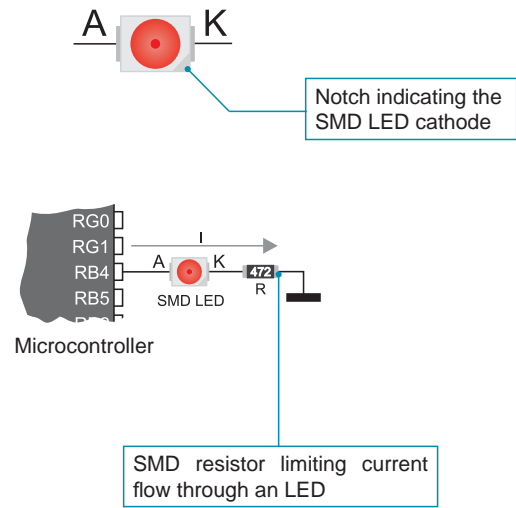 A K
Notch indicating the
SMD LED cathode
RG0
RG1
I
RB4
A K
472
RB5
SMD LED
R
Microcontroller
SMD resistor limiting current
flow through an LED